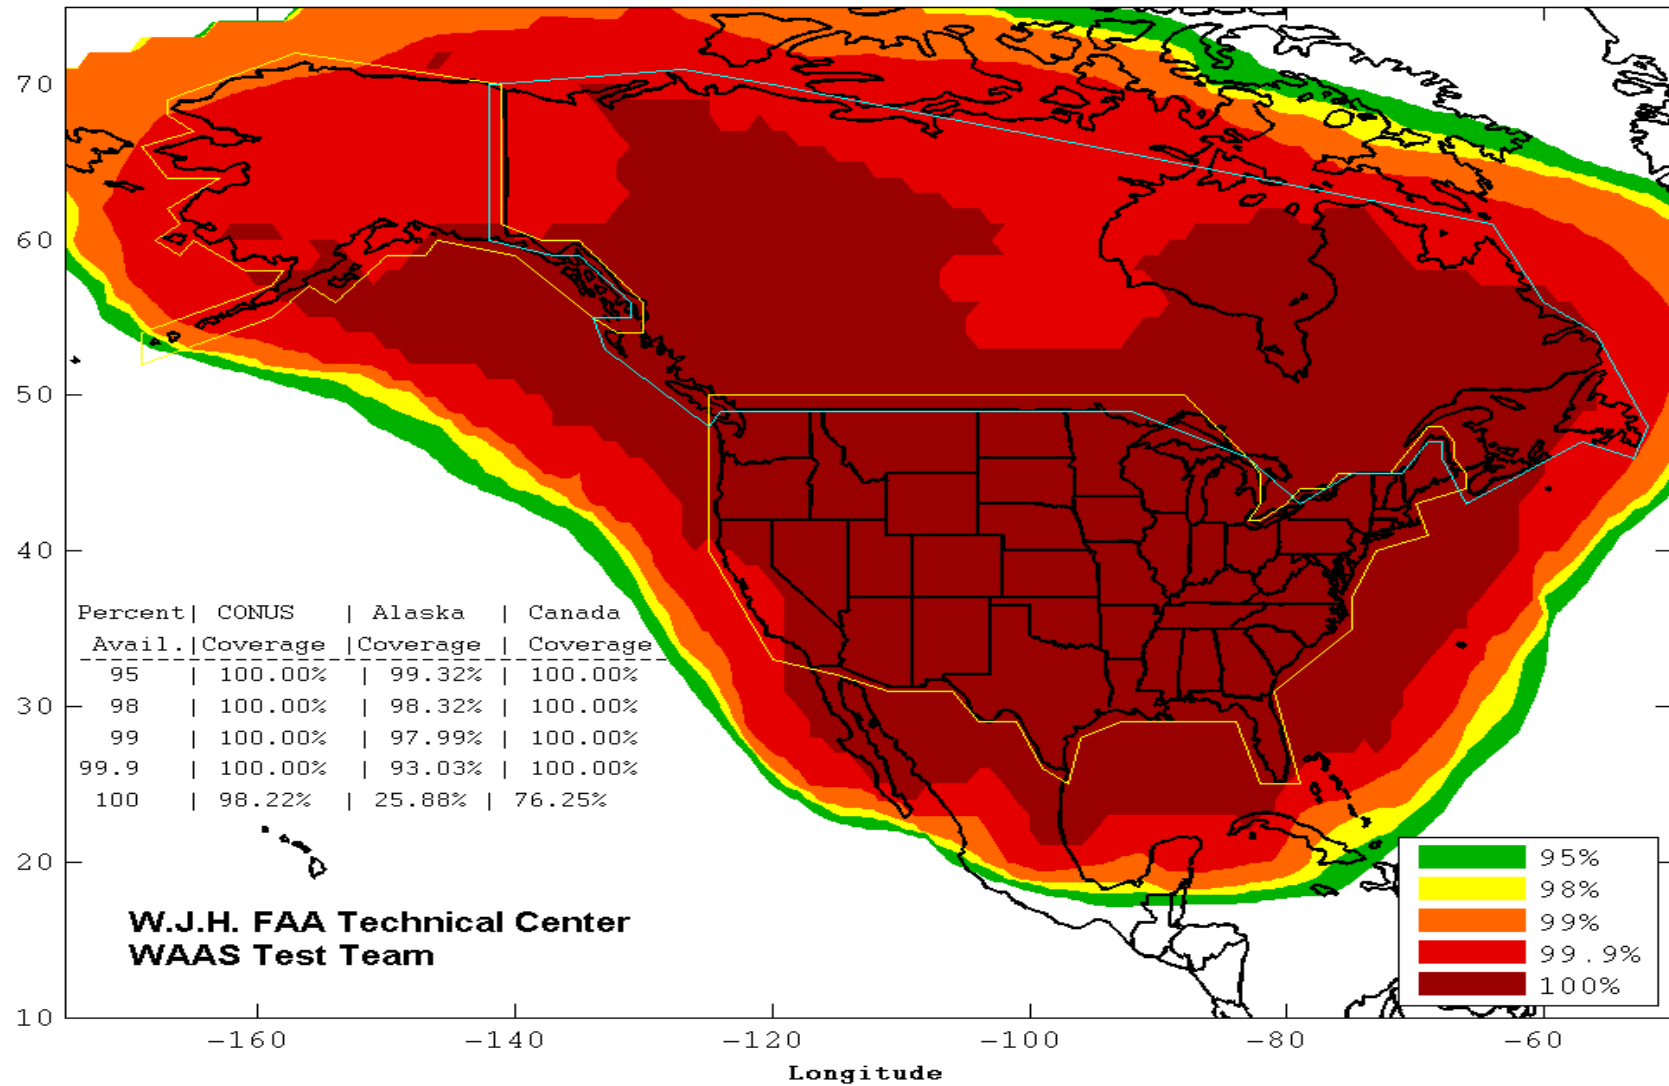 70
60
50
40
30
20
10
Percent| CONUS | Alaska | Canada
Avail.|Coverage |Coverage | Coverage
95 | 100.00% | 99.32% | 100.00%
98 | 100.00% | 98.32% | 100.00%
99 | 100.00% | 97.99% | 100.00%
99.9 | 100.00% | 93.03% | 100.00%
100 | 98.22% | 25.88% | 76.25%
W.J.H. FAA Technical Center
WAAS Test Team
95%
98%
99%
99.9%
100%
-160 -140 -120 -100 -80 -60
Longitude